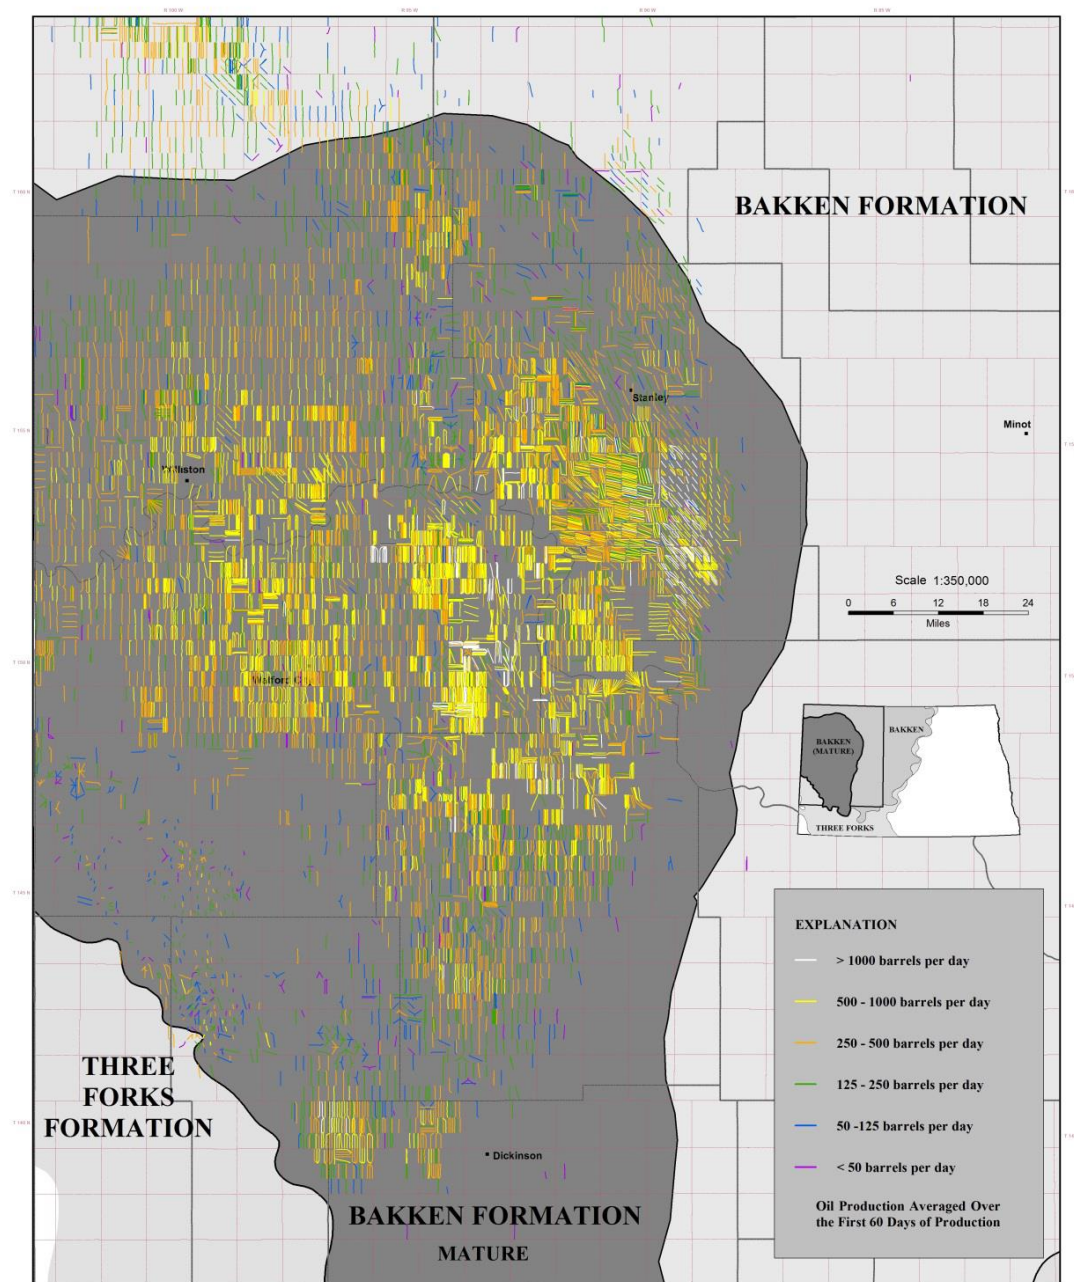 BAKKEN FORMATION
Stanley
Minot
Williston
Scale 1:350,000
0 6 12 18 24
Miles
BAKKEN
(MATURE)
BAKKEN
THREE FORKS
EXPLANATION
> 1000 barrels per day
500 - 1000 barrels per day
250 - 500 barrels per day
125 - 250 barrels per day
50 -125 barrels per day
< 50 barrels per day
Oil Production Averaged Over
the First 60 Days of Production
THREE
FORKS
FORMATION
Dickinson
BAKKEN FORMATION
MATURE